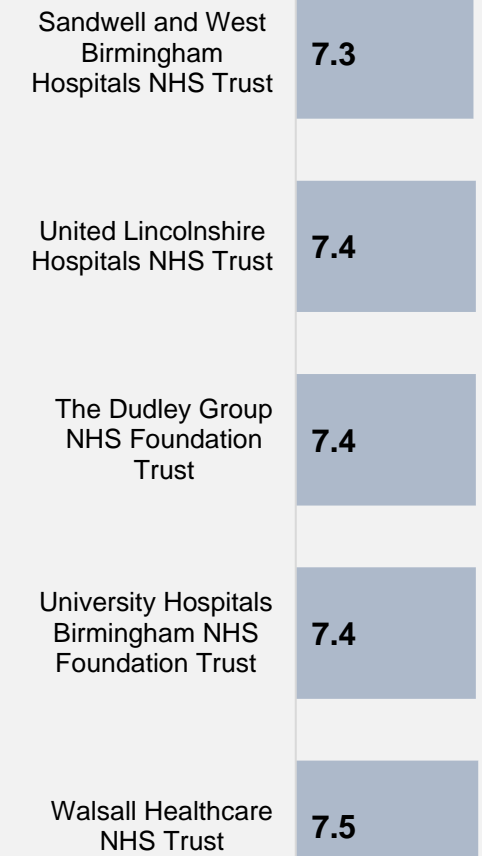 Sandwell and West
Birmingham
Hospitals NHS Trust
7.3
United Lincolnshire
Hospitals NHS Trust
7.4
The Dudley Group
NHS Foundation
Trust
7.4
University Hospitals
Birmingham NHS
Foundation Trust
7.4
Walsall Healthcare
NHS Trust
7.5